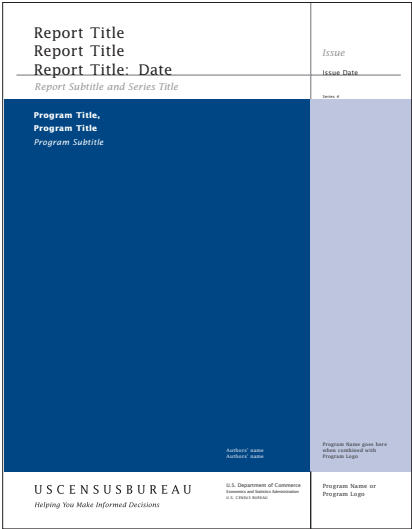 Report Title
Report Title
Report Title: Date
Report Subtitle and Series Title
Issue
Issue Date
Series #
Program Title,
Program Title
Program Subtitle
Authors' name
Authors' name
Program Name goes here
when combined with
Program Logo
USCENSUSBUREAU
Helping You Make Informed Decisions
U.S. Department of Commerce
Economics and Statistics Administration
U.S. CENSUS BUREAU
Program Name or
Program Logo